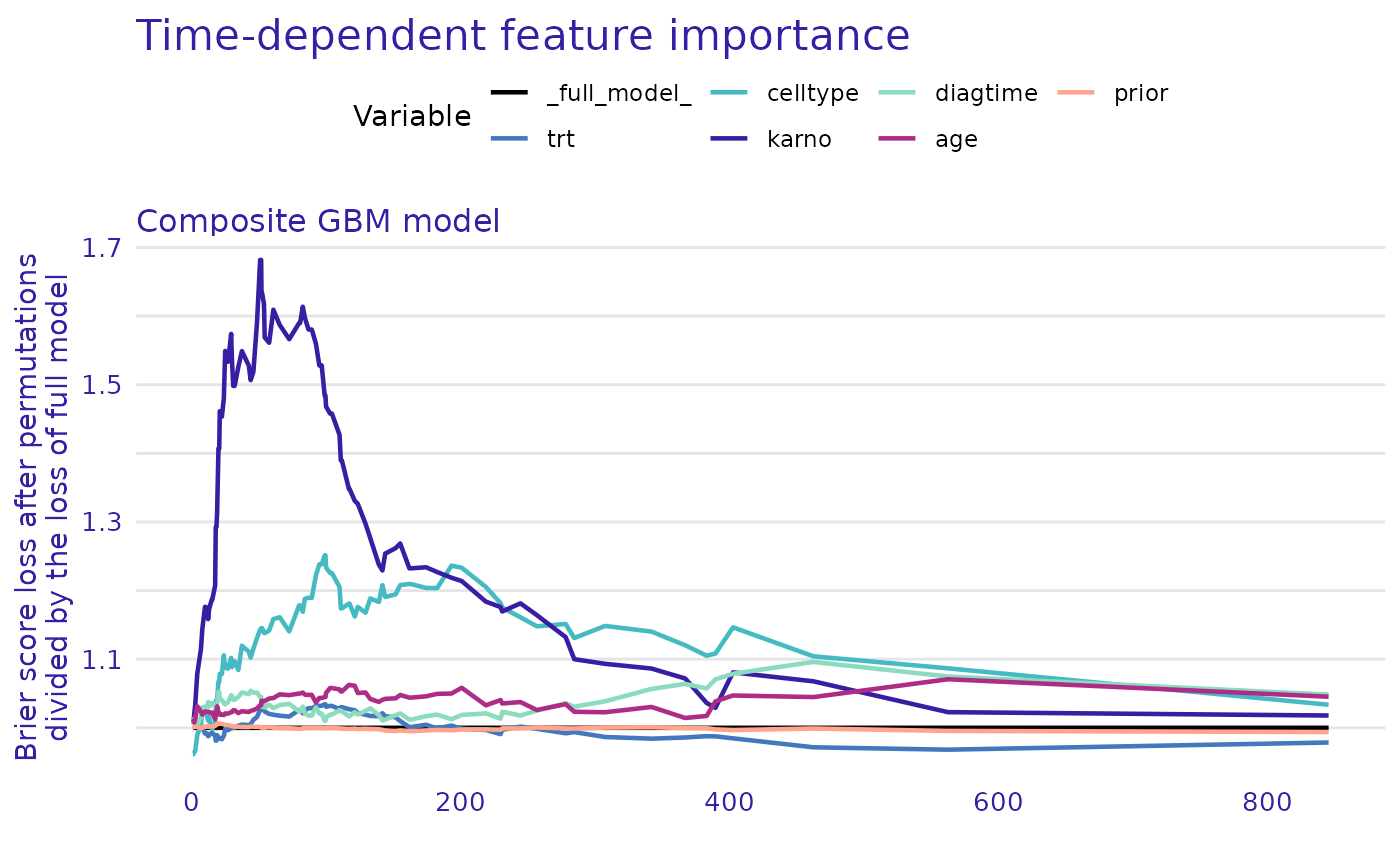 Time-dependent feature importance
Variable
_full_model_ celltype diagtime prior
trt karno age
Composite GBM model
Brier score loss after permutations
divided by the loss of full model
1.7
1.5
1.3
1.1
0 200 400 600 800